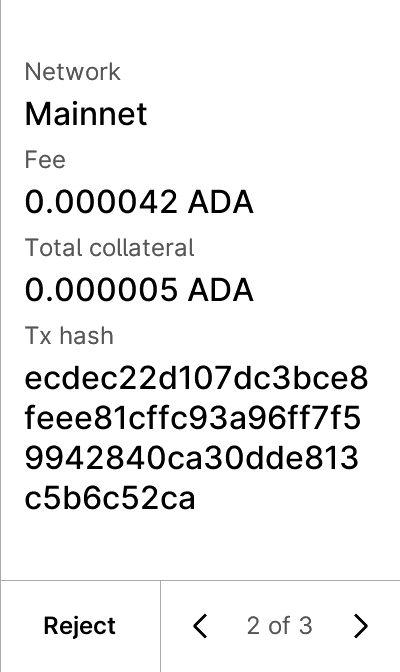 Network
Mainnet
Fee
0.000042 ADA
Total collateral
0.000005 ADA
Tx hash
ecdec22d107dc3bce8
feee81cffc93a96ff7f5
9942840ca30dde813
c5b6c52ca
Reject
2 of 3